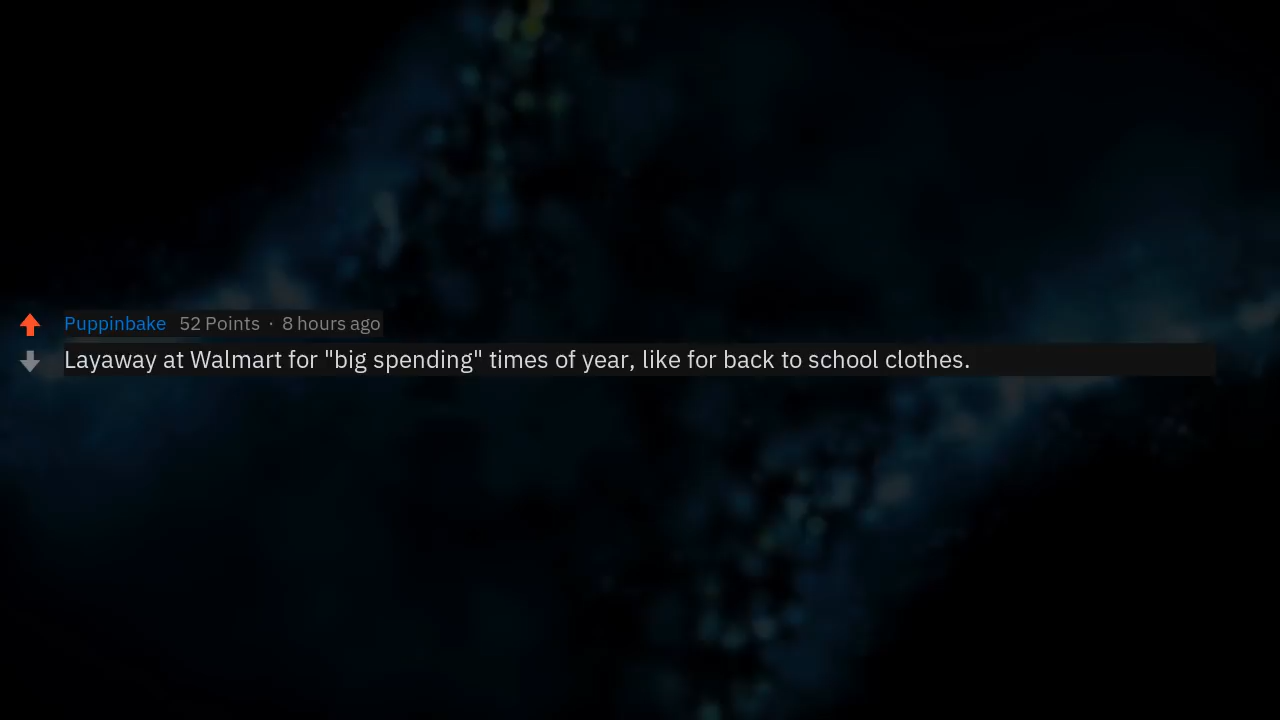 Puppinbake 52 Points · 8 hours ago
Layaway at Walmart for "big spending" times of year, like for back to school clothes.